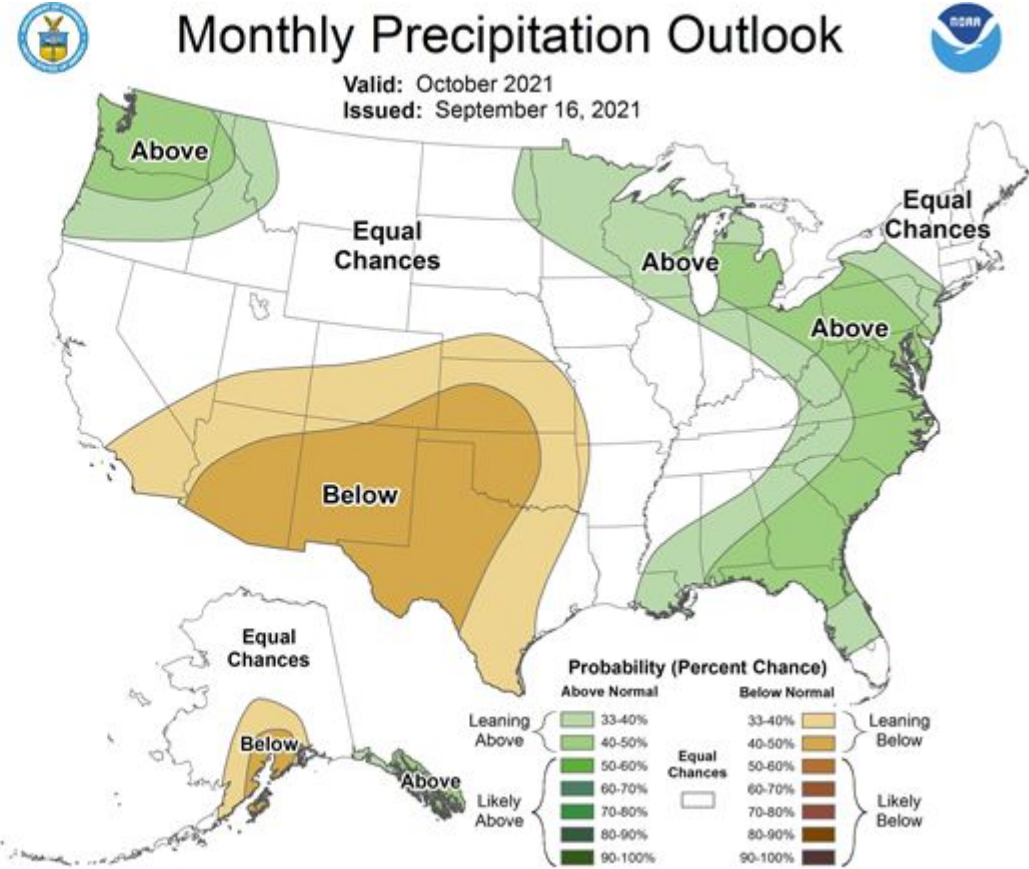 Monthly Precipitation Outlook
NOAA
Valid: October 2021
Issued: September 16, 2021
Above
Equal
Chances
Equal
Chances
Above
Above
Below
Equal
Chances
Below
Above
Probability (Percent Chance)
Above Normal
Below Normal
Leaning
Above
33-40%
40-50%
Likely
Above
50-60%
60-70%
70-80%
80-90%
90-100%
Equal
Chances
33-40%
40-50%
Leaning
Below
50-60%
60-70%
70-80%
80-90%
90-100%
Likely
Below